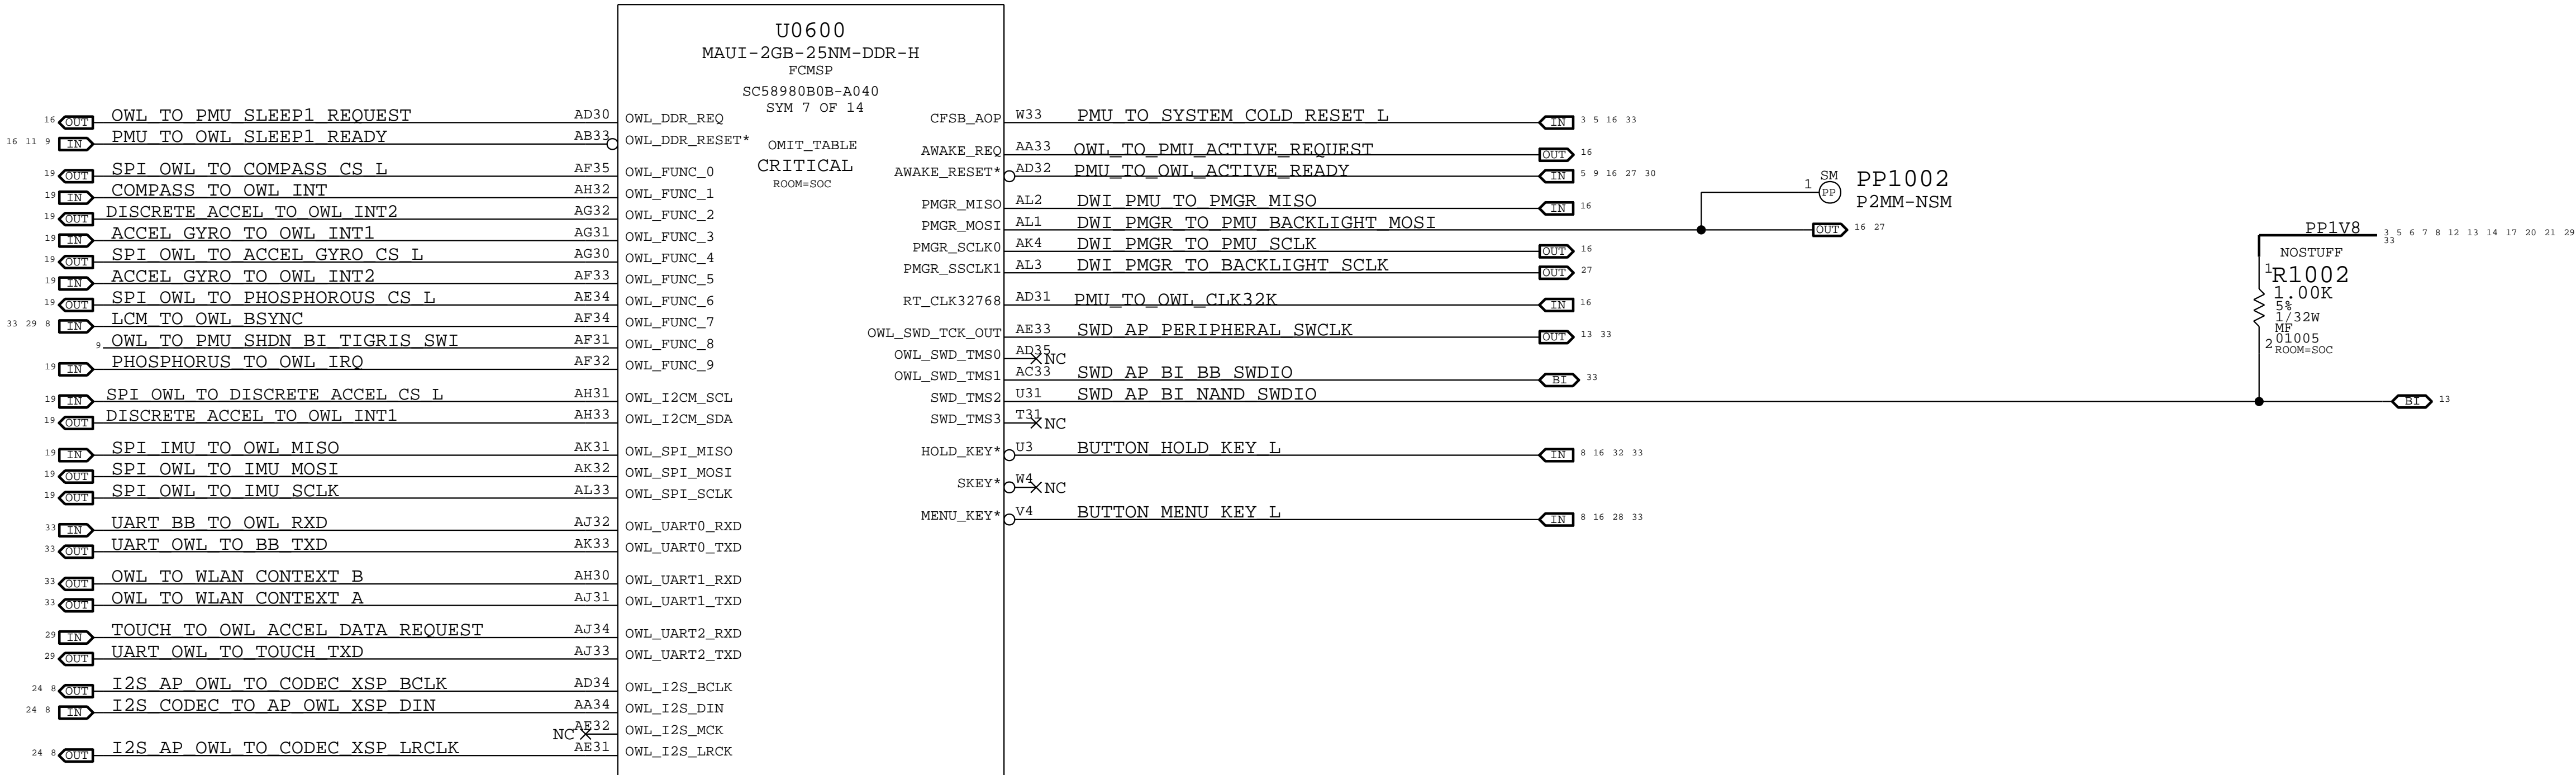 U0600
MAUI-2GB-25NM-DDR-H
FCMSP
SC58980B0B-A040
SYM 7 OF 14
OMIT_TABLE
CRITICAL
ROOM=SOC
16 OUT OWL_TO_PMU_SLEEP1_REQUEST AD30 OWL_DDR_REQ
16 11 9 IN PMU_TO_OWL_SLEEP1_READY AB33 OWL_DDR_RESET*
19 OUT SPI_OWL_TO_COMPASS_CS_L AF35 OWL_FUNC_0
19 IN COMPASS_TO_OWL_INT AH32 OWL_FUNC_1
19 OUT DISCRETE_ACCEL_TO_OWL_INT2 AG32 OWL_FUNC_2
19 IN ACCEL_GYRO_TO_OWL_INT1 AG31 OWL_FUNC_3
19 OUT SPI_OWL_TO_ACCEL_GYRO_CS_L AG30 OWL_FUNC_4
19 IN ACCEL_GYRO_TO_OWL_INT2 AF33 OWL_FUNC_5
19 OUT SPI_OWL_TO_PHOSPHOROUS_CS_L AE34 OWL_FUNC_6
33 29 8 IN LCM_TO_OWL_BSYNC AF34 OWL_FUNC_7
9 OWL_TO_PMU_SHDN_BI_TIGRIS_SWI AF31 OWL_FUNC_8
19 IN PHOSPHORUS_TO_OWL_IRQ AF32 OWL_FUNC_9
19 IN SPI_OWL_TO_DISCRETE_ACCEL_CS_L AH31 OWL_I2CM_SCL
19 OUT DISCRETE_ACCEL_TO_OWL_INT1 AH33 OWL_I2CM_SDA
19 IN SPI_IMU_TO_OWL_MISO AK31 OWL_SPI_MISO
19 OUT SPI_OWL_TO_IMU_MOSI AK32 OWL_SPI_MOSI
19 OUT SPI_OWL_TO_IMU_SCLK AL33 OWL_SPI_SCLK
33 IN UART_BB_TO_OWL_RXD AJ32 OWL_UART0_RXD
33 OUT UART_OWL_TO_BB_TXD AK33 OWL_UART0_TXD
33 OUT OWL_TO_WLAN_CONTEXT_B AH30 OWL_UART1_RXD
33 OUT OWL_TO_WLAN_CONTEXT_A AJ31 OWL_UART1_TXD
29 IN TOUCH_TO_OWL_ACCEL_DATA_REQUEST AJ34 OWL_UART2_RXD
29 OUT UART_OWL_TO_TOUCH_TXD AJ33 OWL_UART2_TXD
24 8 OUT I2S_AP_OWL_TO_CODEC_XSP_BCLK AD34 OWL_I2S_BCLK
24 8 IN I2S_CODEC_TO_AP_OWL_XSP_DIN AA34 OWL_I2S_DIN
NC AE32 OWL_I2S_MCK
24 8 OUT I2S_AP_OWL_TO_CODEC_XSP_LRCLK AE31 OWL_I2S_LRCK
CFSB_AOP W33 PMU_TO_SYSTEM_COLD_RESET_L IN 3 5 16 33
AWAKE_REQ AA33 OWL_TO_PMU_ACTIVE_REQUEST OUT 16
AWAKE_RESET* AD32 PMU_TO_OWL_ACTIVE_READY IN 5 9 16 27 30
PMGR_MISO AL2 DWI_PMU_TO_PMGR_MISO IN 16
PMGR_MOSI AL1 DWI_PMGR_TO_PMU_BACKLIGHT_MOSI OUT 16 27
PMGR_SCLK0 AK4 DWI_PMGR_TO_PMU_SCLK OUT 16
PMGR_SSCLK1 AL3 DWI_PMGR_TO_BACKLIGHT_SCLK OUT 27
RT_CLK32768 AD31 PMU_TO_OWL_CLK32K IN 16
OWL_SWD_TCK_OUT AE33 SWD_AP_PERIPHERAL_SWCLK OUT 13 33
OWL_SWD_TMS0 AD35 NC
OWL_SWD_TMS1 AC33 SWD_AP_BI_BB_SWDIO BI 33
SWD_TMS2 U31 SWD_AP_BI_NAND_SWDIO BI 13
SWD_TMS3 T31 NC
HOLD_KEY* U3 BUTTON_HOLD_KEY_L IN 8 16 32 33
SKEY* W4 NC
MENU_KEY* V4 BUTTON_MENU_KEY_L IN 8 16 28 33
1 SM PP PP1002
P2MM-NSM
PP1V8 3 5 6 7 8 12 13 14 17 20 21 29
33
NOSTUFF
1 R1002
1.00K
5%
1/32W
MF
2 01005
ROOM=SOC